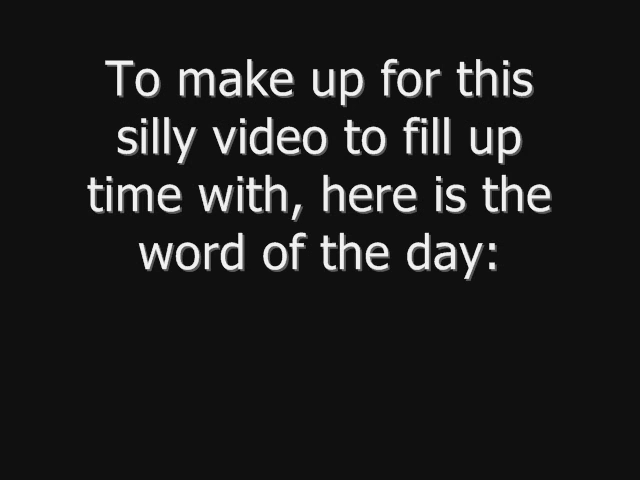 To make up for this
silly video to fill up
time with, here is the
word of the day: